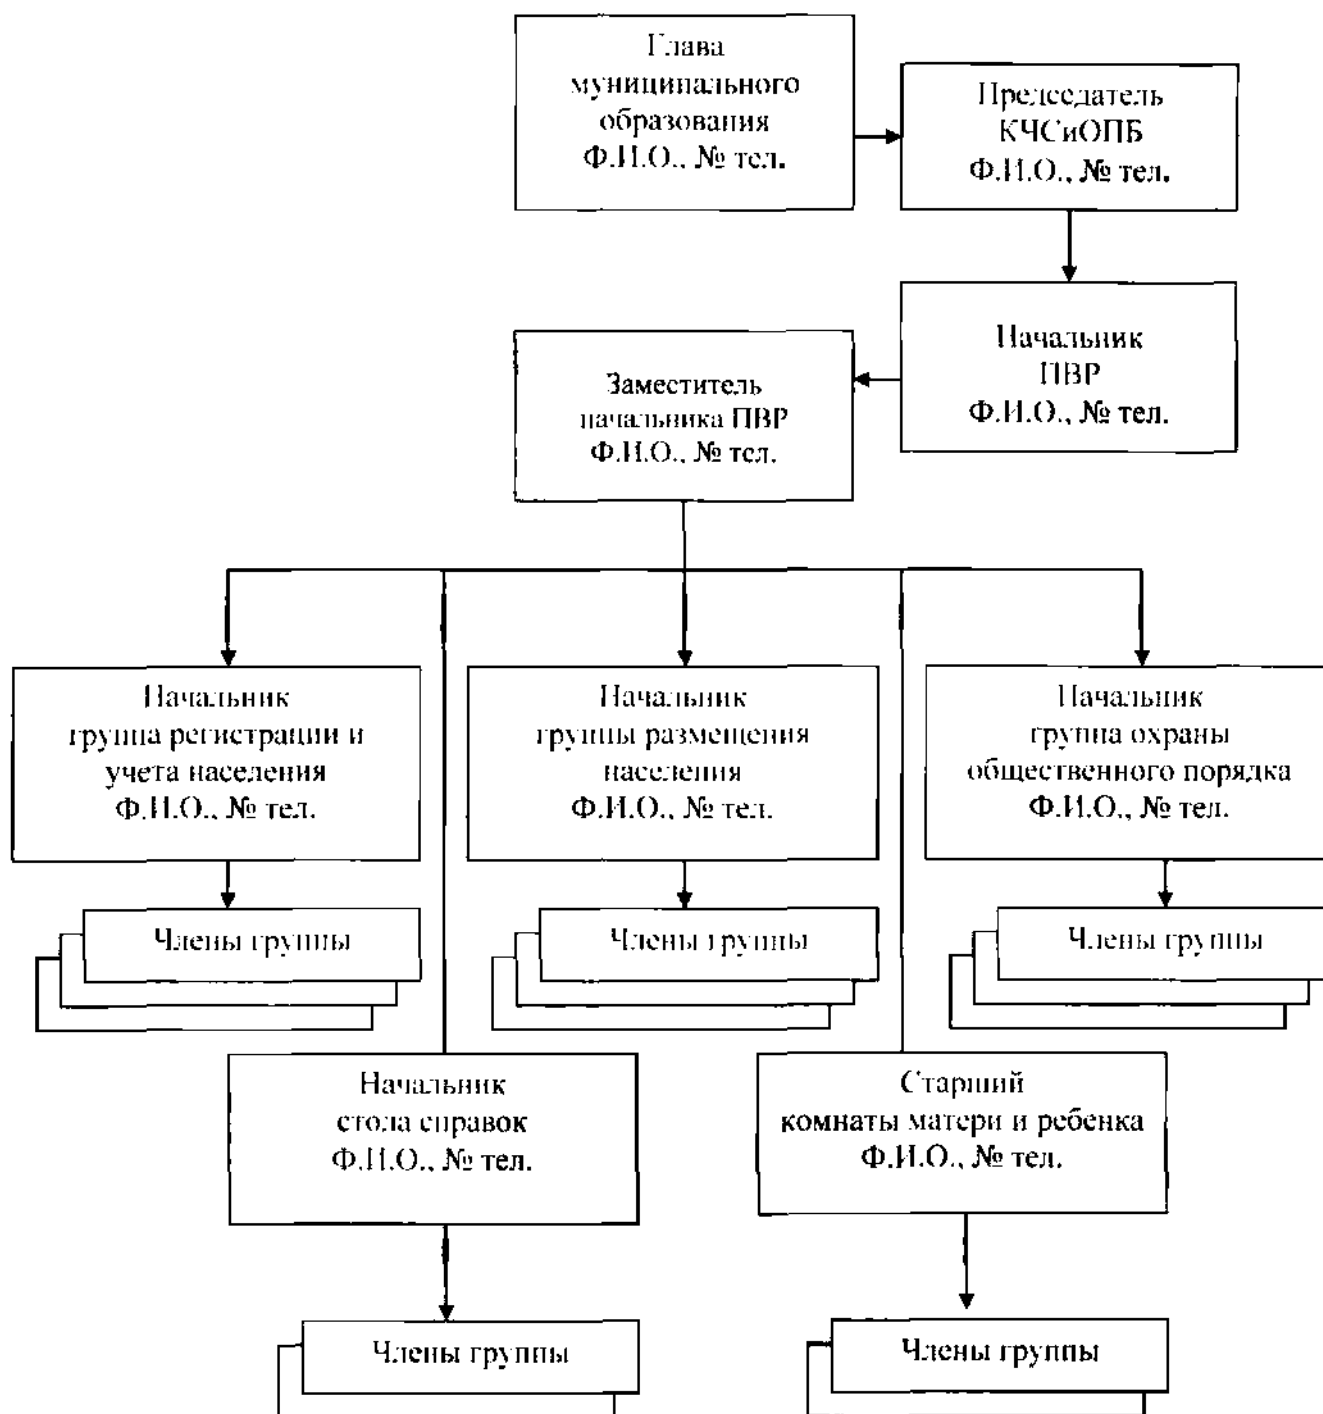 Глава
муниципального
образования
Ф.И.О., № тел.
Председатель
КЧСиОПБ
Ф.И.О., № тел.
Начальник
ПВР
Ф.И.О., № тел.
Заместитель
начальника ПВР
Ф.И.О., № тел.
Начальник
группа регистрации и
учета населения
Ф.И.О., № тел.
Начальник
группы размещения
населения
Ф.И.О., № тел.
Начальник
группа охраны
общественного порядка
Ф.И.О., № тел.
Члены группы
Члены группы
Члены группы
Начальник
стола справок
Ф.И.О., № тел.
Старший
комнаты матери и ребенка
Ф.И.О., № тел.
Члены группы
Члены группы